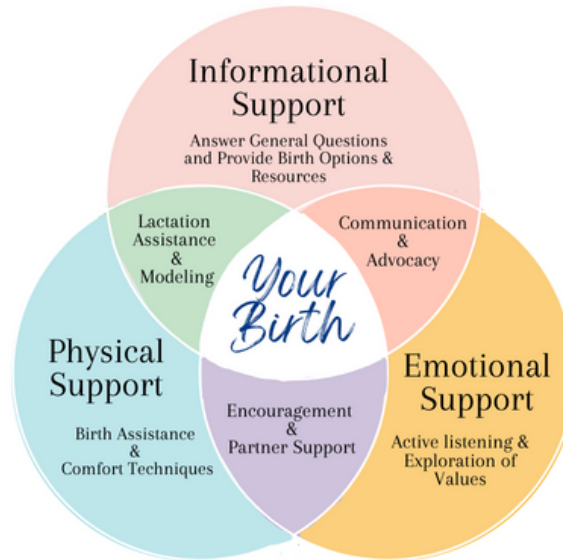 Informational
Support
Answer General Questions
and Provide Birth Options &
Resources
Lactation
Assistance
&
Modeling
Communication
&
Advocacy
Your
Birth
Physical
Support
Birth Assistance
&
Comfort Techniques
Encouragement
&
Partner Support
Emotional
Support
Active listening &
Exploration of
Values